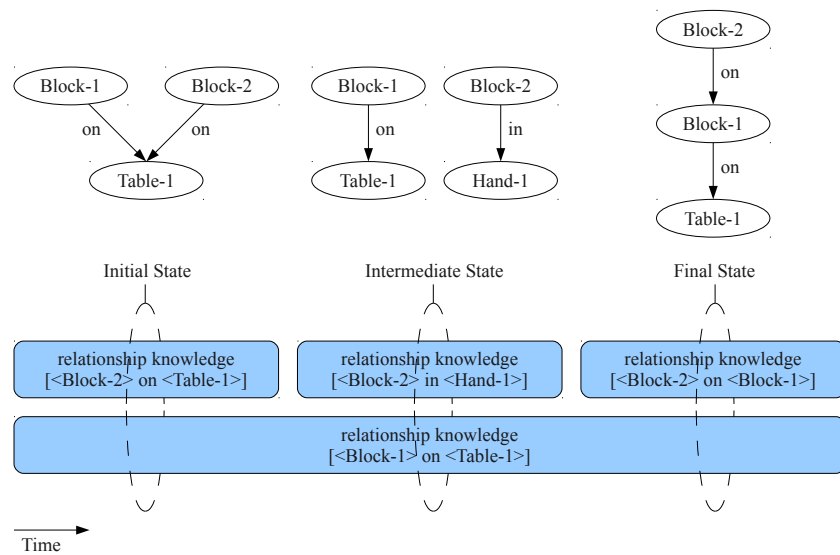 Block-2
on
Block-1
Block-2
Block-1
Block-2
on
on
on
in
Block-1
on
Table-1
Table-1
Hand-1
Table-1
Initial State
Intermediate State
Final State
relationship knowledge
[<Block-2> on <Table-1>]
relationship knowledge
[<Block-2> in <Hand-1>]
relationship knowledge
[<Block-2> on <Block-1>]
relationship knowledge
[<Block-1> on <Table-1>]
Time